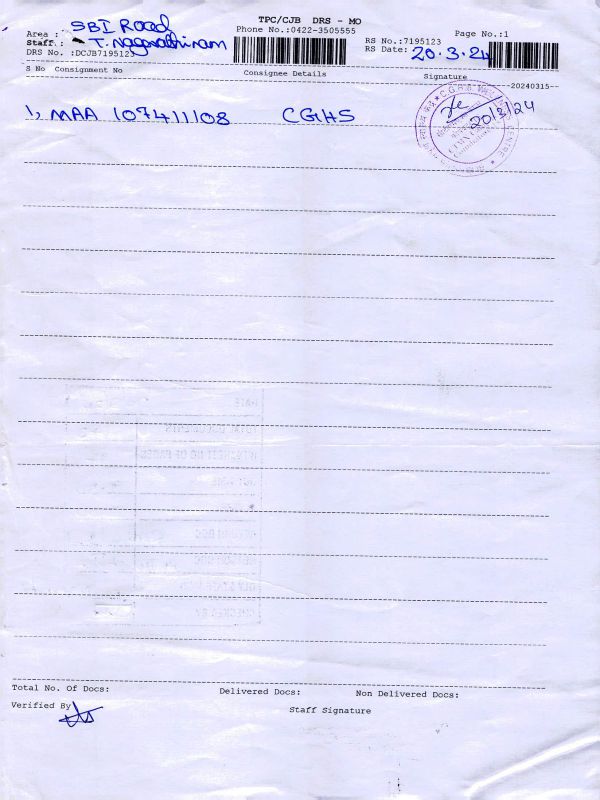 TPC/CJB DRS - MO
Area : SBI Road
Phone No.:0422-3505555
Page No.:1
Staff.: T.
RS No.:7195123
DRS No. :DCJB7195123
RS Date: 20.3.24
S No Consignment No
Consignee Details
Signature
---20240315--
1, MAA 107411108 CGHS
20/3/24
Total No. Of Docs:
Delivered Docs:
Non Delivered Docs:
Verified By
Staff Signature